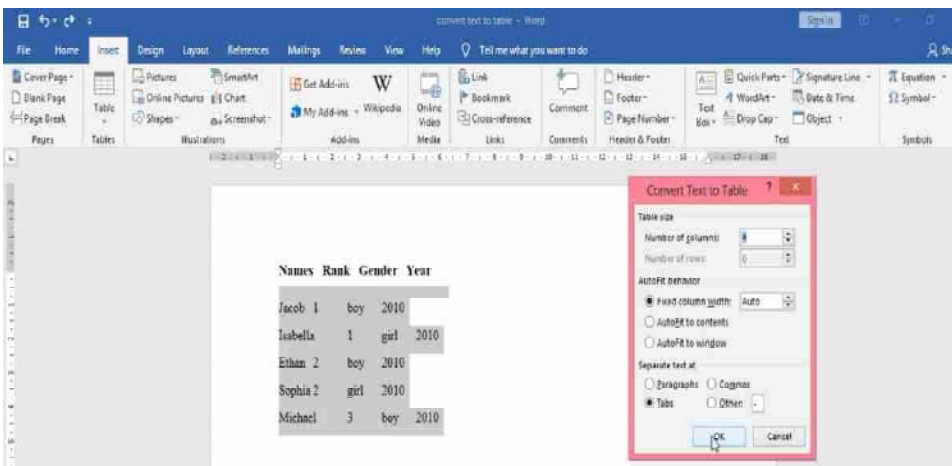 convert text to table - Word
Sign in
File Home Insert Design Layout References Mailings Review View Help Tell me what you want to do
Cover Page
Blank Page
Page Break
Pages
Table
Tables
Pictures
Online Pictures
Shapes
SmartArt
Chart
Screenshot
Illustrations
Get Add-ins
My Add-ins
Wikipedia
Add-ins
Online Video
Media
Link
Bookmark
Cross-reference
Links
Comment
Comments
Header
Footer
Page Number
Header & Footer
Text Box
Quick Parts
WordArt
Drop Cap
Signature Line
Date & Time
Object
Text
Equation
Symbol
Symbols
Names Rank Gender Year
Jacob 1 boy 2010
Isabella 1 girl 2010
Ethan 2 boy 2010
Sophia 2 girl 2010
Michael 3 boy 2010
Convert Text to Table ? x
Table size
Number of columns:
Number of rows: 6
AutoFit behavior
Fixed column width: Auto
AutoFit to contents
AutoFit to window
Separate text at
Paragraphs Commas
Tabs Other: -
OK Cancel